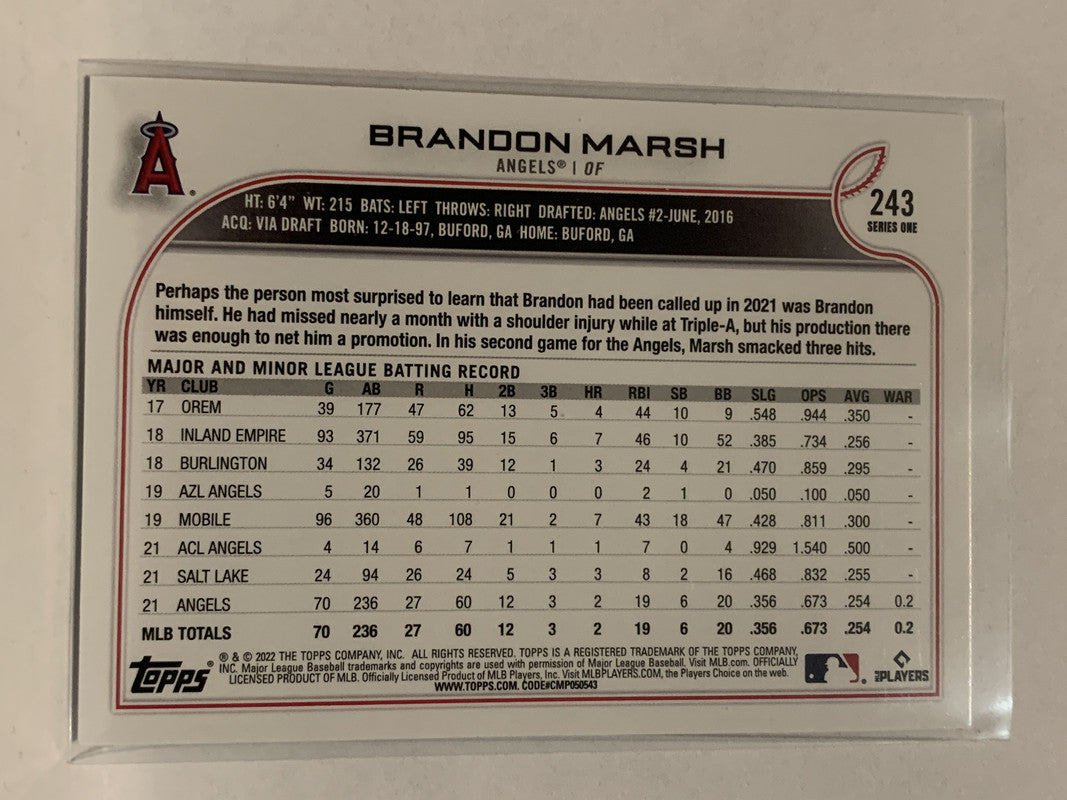 A
BRANDON MARSH
ANGELS® | OF
243
SERIES ONE
HT: 6'4" WT: 215 BATS: LEFT THROWS: RIGHT DRAFTED: ANGELS #2-JUNE, 2016
ACQ: VIA DRAFT BORN: 12-18-97, BUFORD, GA HOME: BUFORD, GA
Perhaps the person most surprised to learn that Brandon had been called up in 2021 was Brandon
himself. He had missed nearly a month with a shoulder injury while at Triple-A, but his production there
was enough to net him a promotion. In his second game for the Angels, Marsh smacked three hits.
MAJOR AND MINOR LEAGUE BATTING RECORD
YR CLUB G AB R H 2B 3B HR RBI SB BB SLG OPS AVG WAR
17 OREM 39 177 47 62 13 5 4 44 10 9 .548 .944 .350 -
18 INLAND EMPIRE 93 371 59 95 15 6 7 46 10 52 .385 .734 .256 -
18 BURLINGTON 34 132 26 39 12 1 3 24 4 21 .470 .859 .295 -
19 AZL ANGELS 5 20 1 1 0 0 0 2 1 0 .050 .100 .050 -
19 MOBILE 96 360 48 108 21 2 7 43 18 47 .428 .811 .300 -
21 ACL ANGELS 4 14 6 7 1 1 1 7 0 4 .929 1.540 .500 -
21 SALT LAKE 24 94 26 24 5 3 3 8 2 16 .468 .832 .255 -
21 ANGELS 70 236 27 60 12 3 2 19 6 20 .356 .673 .254 0.2
MLB TOTALS 70 236 27 60 12 3 2 19 6 20 .356 .673 .254 0.2
Topps®
® & © 2022 THE TOPPS COMPANY, INC. ALL RIGHTS RESERVED. TOPPS IS A REGISTERED TRADEMARK OF THE TOPPS COMPANY,
INC. Major League Baseball trademarks and copyrights are used with permission of Major League Baseball. Visit MLB.com. OFFICIALLY
LICENSED PRODUCT OF MLB. Officially Licensed Product of MLB Players, Inc. Visit MLBPLAYERS.COM, the Players Choice on the web.
WWW.TOPPS.COM. CODE#CMP050543
MLB PLAYERS